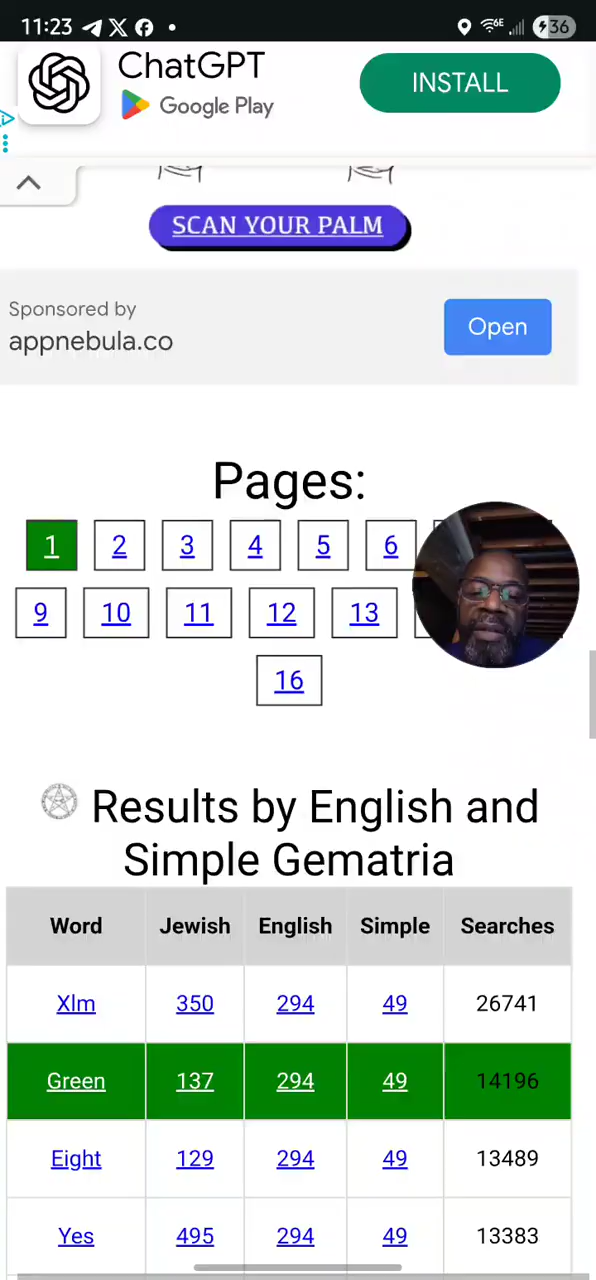 11:23
36
ChatGPT
Google Play
INSTALL
SCAN YOUR PALM
Sponsored by
appnebula.co
Open
Pages:
1 2 3 4 5 6
9 10 11 12 13
16
Results by English and
Simple Gematria
Word Jewish English Simple Searches
Xlm 350 294 49 26741
Green 137 294 49 14196
Eight 129 294 49 13489
Yes 495 294 49 13383